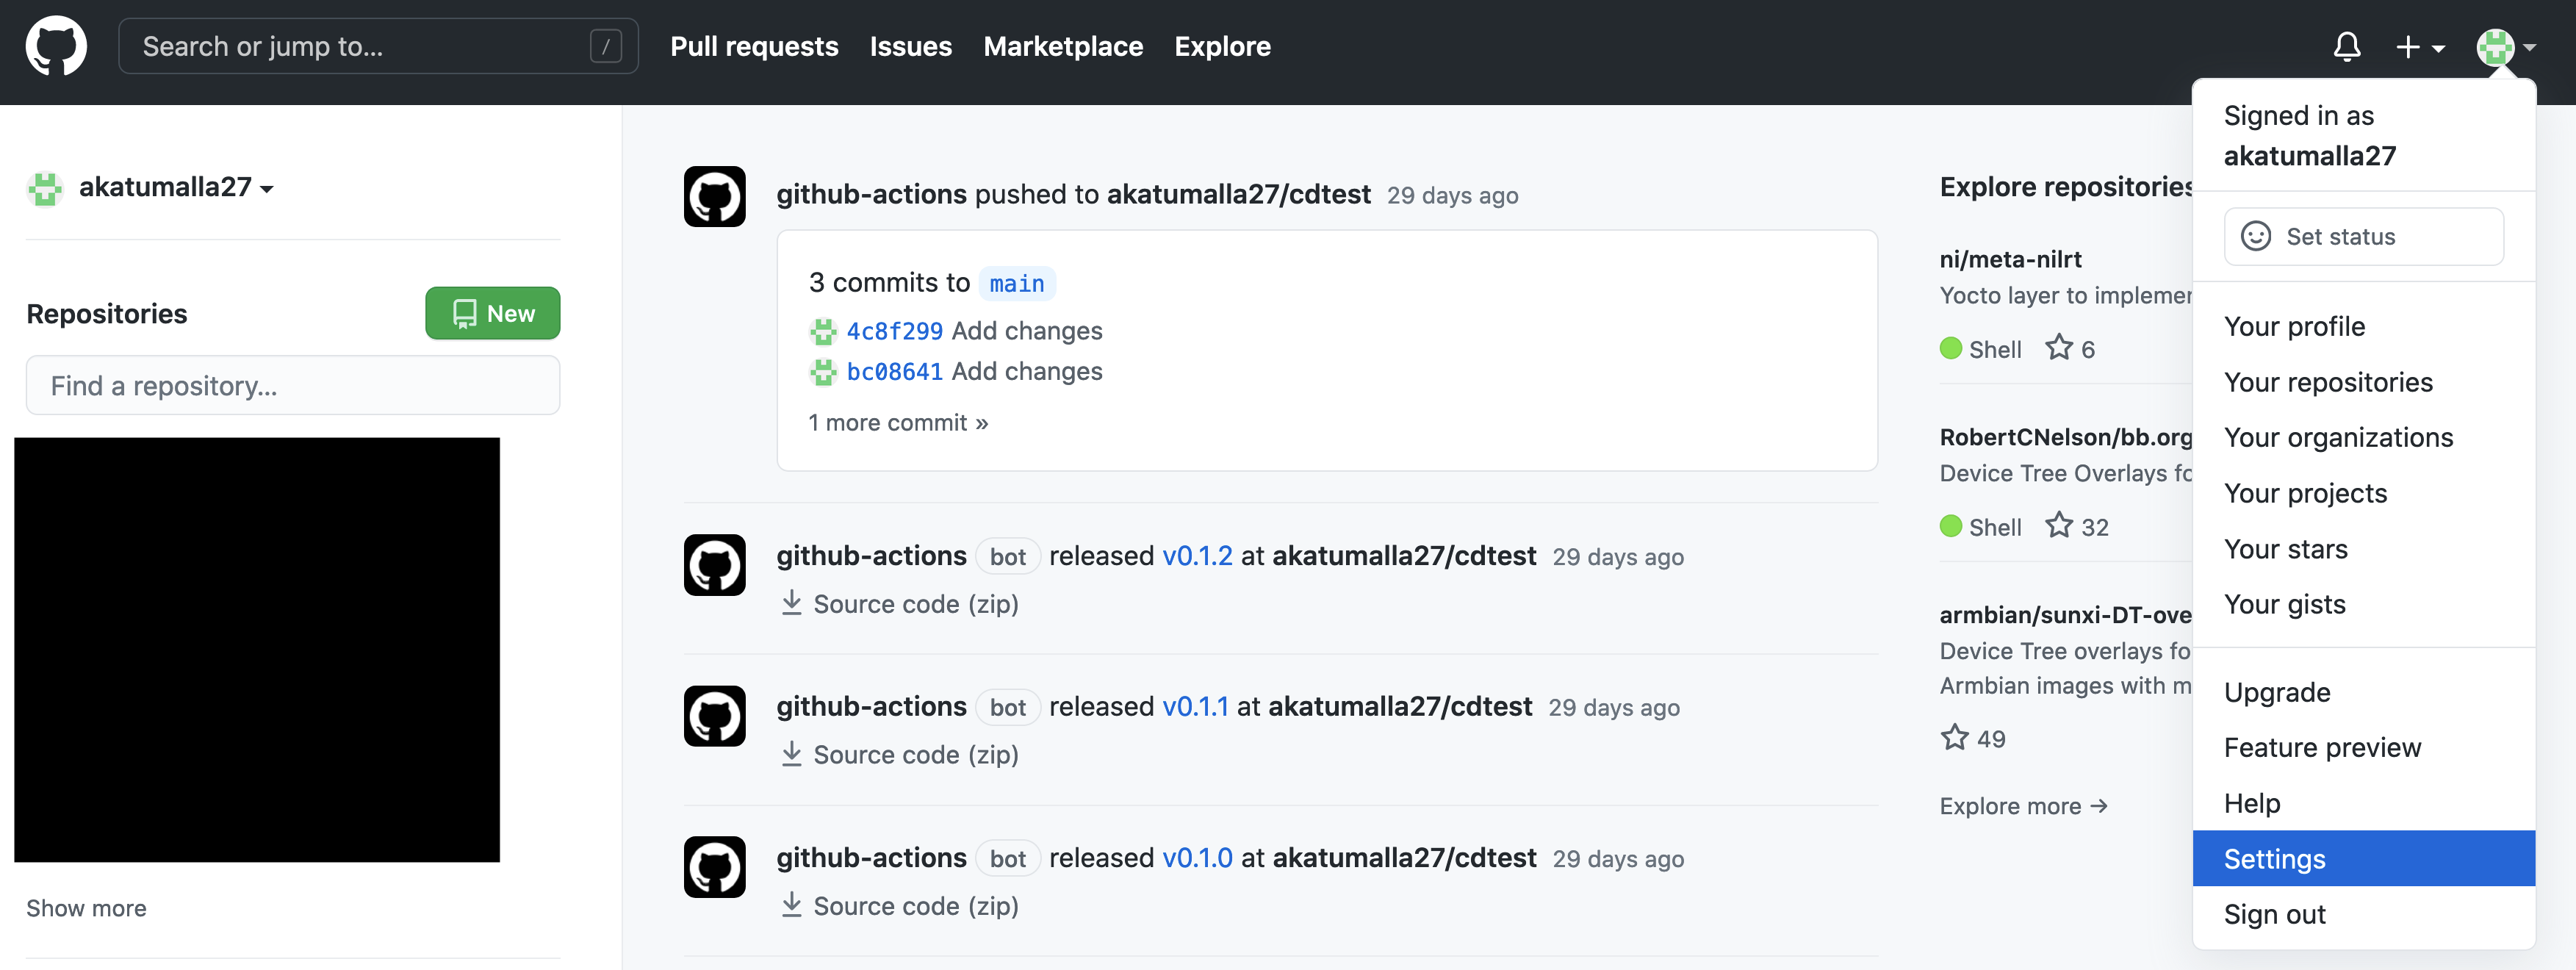 Search or jump to...
/
Pull requests
Issues
Marketplace
Explore
akatumalla27
Repositories
New
Find a repository...
Show more
github-actions pushed to akatumalla27/cdtest 29 days ago
3 commits to main
4c8f299 Add changes
bc08641 Add changes
1 more commit »
github-actions bot released v0.1.2 at akatumalla27/cdtest 29 days ago
Source code (zip)
github-actions bot released v0.1.1 at akatumalla27/cdtest 29 days ago
Source code (zip)
github-actions bot released v0.1.0 at akatumalla27/cdtest 29 days ago
Source code (zip)
Explore repositories
ni/meta-nilrt
Yocto layer to implemen
Shell 6
RobertCNelson/bb.org
Device Tree Overlays fo
Shell 32
armbian/sunxi-DT-ove
Device Tree overlays fo
Armbian images with m
49
Explore more →
Signed in as
akatumalla27
Set status
Your profile
Your repositories
Your organizations
Your projects
Your stars
Your gists
Upgrade
Feature preview
Help
Settings
Sign out